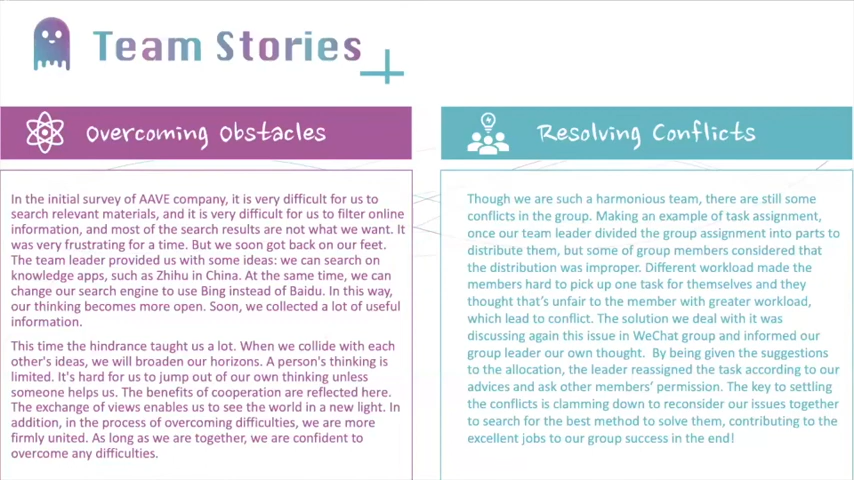 Team Stories
Overcoming Obstacles
In the initial survey of AAVE company, it is very difficult for us to
search relevant materials, and it is very difficult for us to filter online
information, and most of the search results are not what we want. It
was very frustrating for a time. But we soon got back on our feet.
The team leader provided us with some ideas: we can search on
knowledge apps, such as Zhihu in China. At the same time, we can
change our search engine to use Bing instead of Baidu. In this way,
our thinking becomes more open. Soon, we collected a lot of useful
information.
This time the hindrance taught us a lot. When we collide with each
other's ideas, we will broaden our horizons. A person's thinking is
limited. It's hard for us to jump out of our own thinking unless
someone helps us. The benefits of cooperation are reflected here.
The exchange of views enables us to see the world in a new light. In
addition, in the process of overcoming difficulties, we are more
firmly united. As long as we are together, we are confident to
overcome any difficulties.
Resolving Conflicts
Though we are such a harmonious team, there are still some
conflicts in the group. Making an example of task assignment,
once our team leader divided the group assignment into parts to
distribute them, but some of group members considered that
the distribution was improper. Different workload made the
members hard to pick up one task for themselves and they
thought that's unfair to the member with greater workload,
which lead to conflict. The solution we deal with it was
discussing again this issue in WeChat group and informed our
group leader our own thought.  By being given the suggestions
to the allocation, the leader reassigned the task according to our
advices and ask other members' permission. The key to settling
the conflicts is clamming down to reconsider our issues together
to search for the best method to solve them, contributing to the
excellent jobs to our group success in the end!